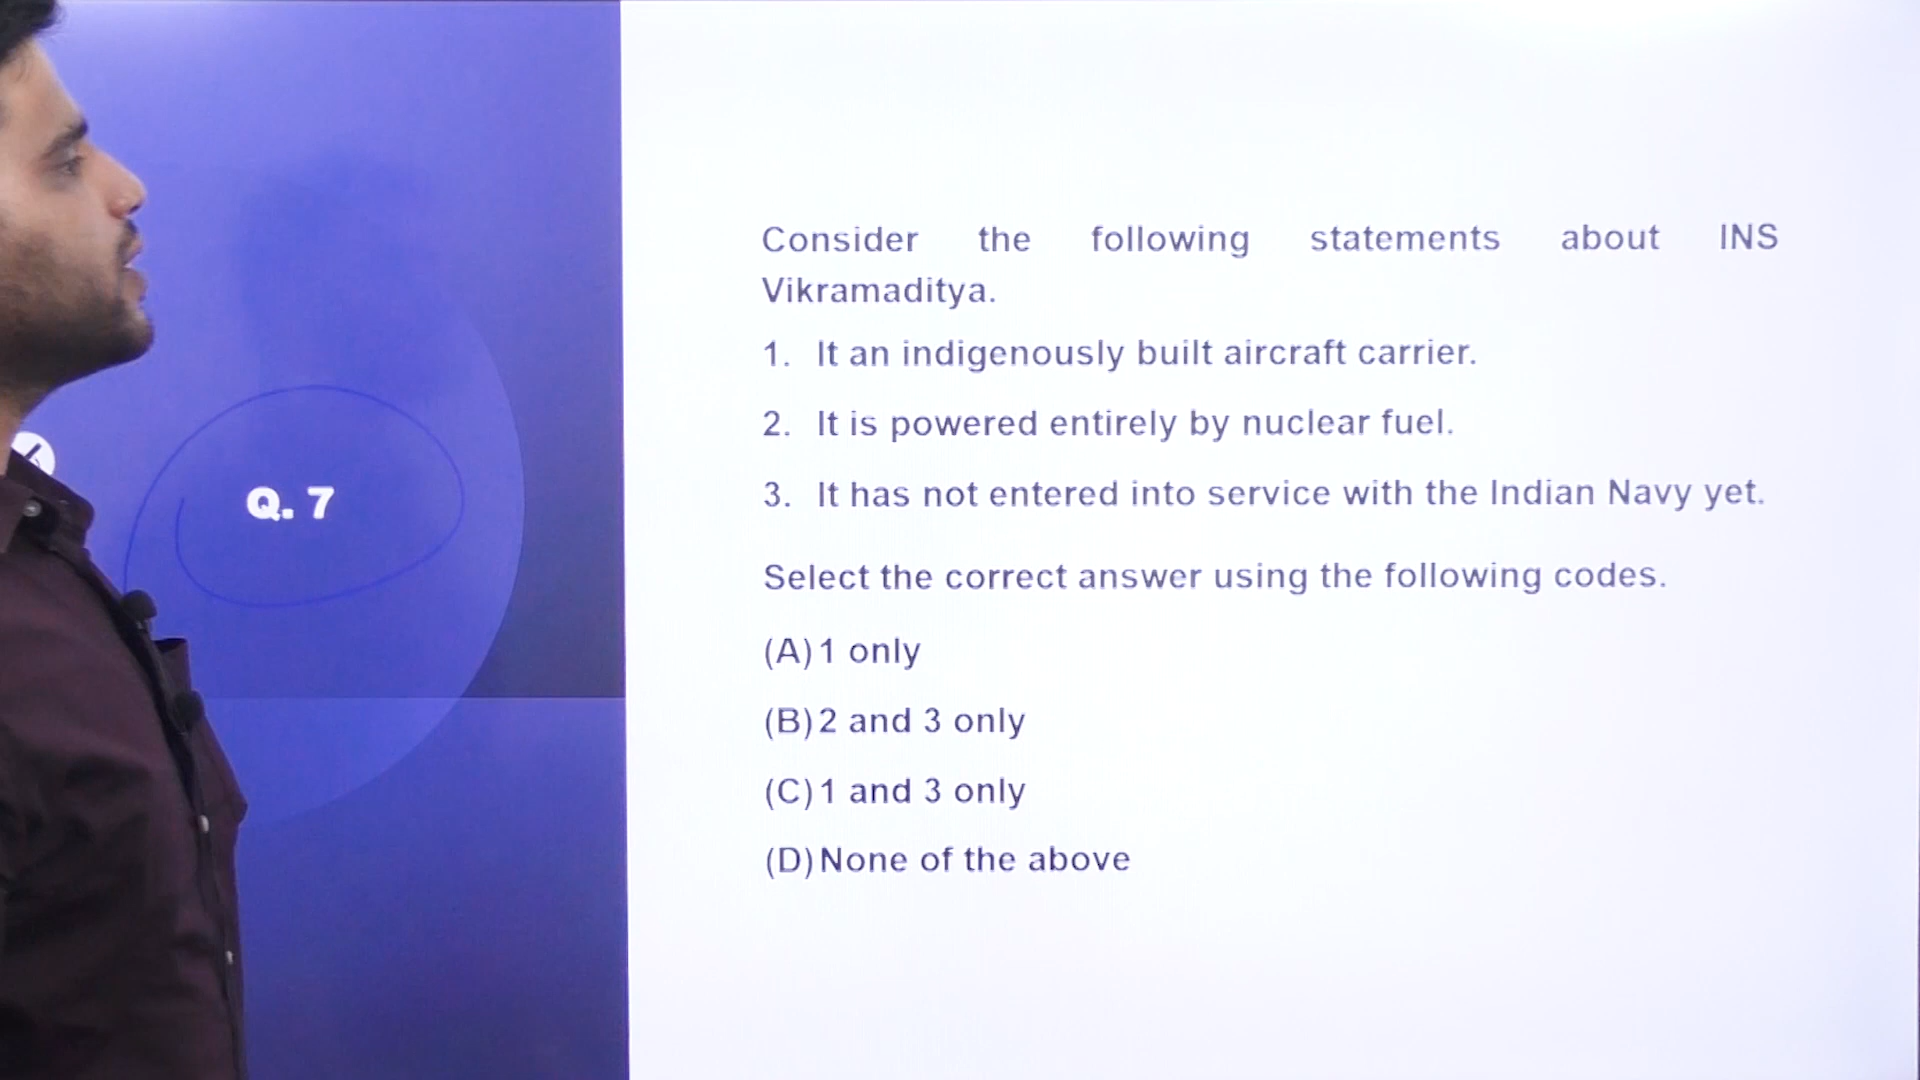 Q. 7
Consider the following statements about INS
Vikramaditya.
1. It an indigenously built aircraft carrier.
2. It is powered entirely by nuclear fuel.
3. It has not entered into service with the Indian Navy yet.
Select the correct answer using the following codes.
(A) 1 only
(B) 2 and 3 only
(C) 1 and 3 only
(D) None of the above